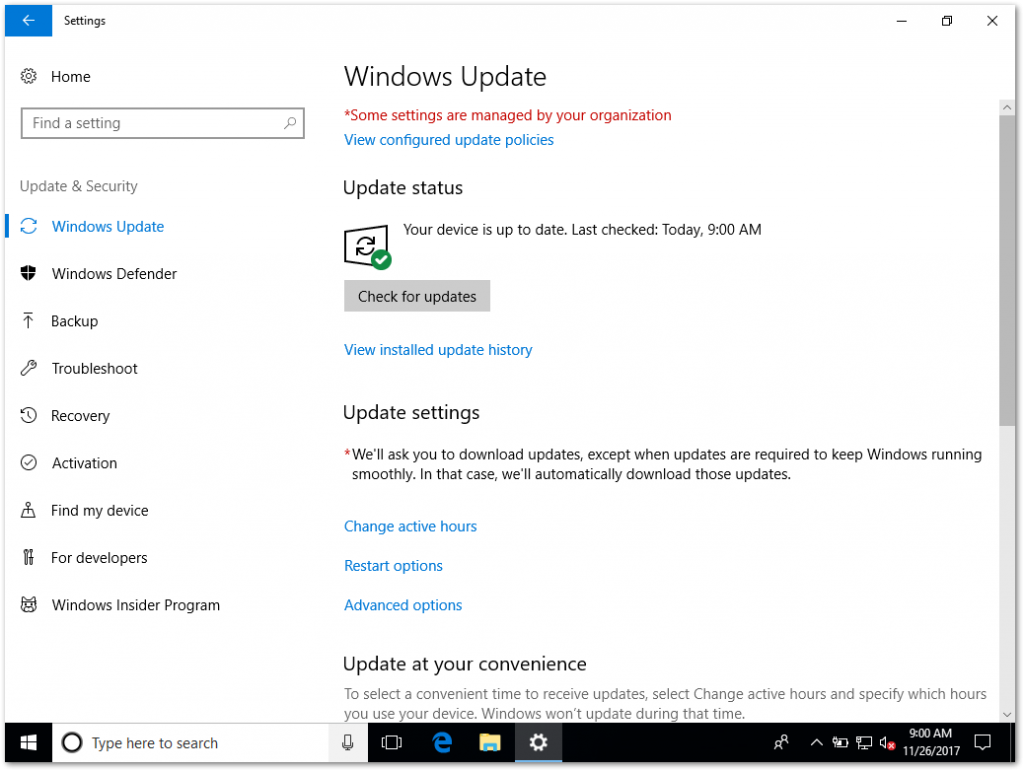 Settings
Home
Find a setting
Update & Security
Windows Update
Windows Defender
Backup
Troubleshoot
Recovery
Activation
Find my device
For developers
Windows Insider Program
Windows Update
*Some settings are managed by your organization
View configured update policies
Update status
Your device is up to date. Last checked: Today, 9:00 AM
Check for updates
View installed update history
Update settings
*We'll ask you to download updates, except when updates are required to keep Windows running
smoothly. In that case, we'll automatically download those updates.
Change active hours
Restart options
Advanced options
Update at your convenience
To select a convenient time to receive updates, select Change active hours and specify which hours
you use your device. Windows won't update during that time.
Type here to search
9:00 AM
11/26/2017